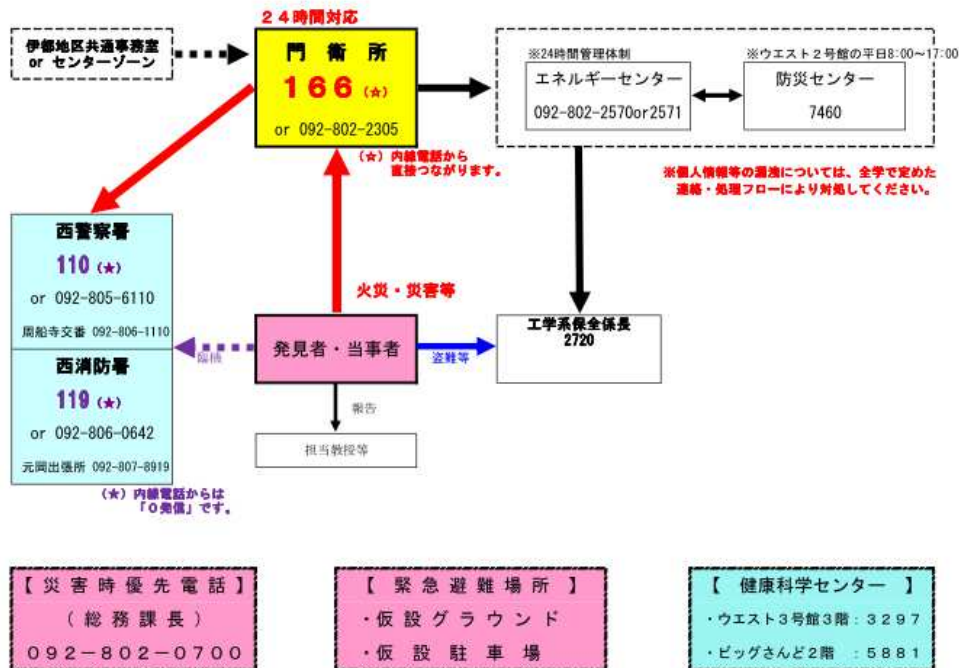 ２４時間対応
伊都地区共通事務室
or センターゾーン
門 衛 所
１６６（☆）
or 092-802-2305
（☆）内線電話から
直接つながります。
※24時間管理体制
エネルギーセンター
092-802-2570or2571
※ウエスト２号館の平日8:00～17:00
防災センター
7460
※個人情報等の漏洩については、全学で定めた
連絡・処理フローにより対処してください。
西警察署
110（★）
or 092-805-6110
周船寺交番 092-806-1110
西消防署
119（★）
or 092-806-0642
元岡出張所 092-807-8919
（★）内線電話からは
「０発信」です。
火災・災害等
発見者・当事者
臨機
盗難等
工学系保全係長
2720
報告
担当教授等
【 災 害 時 優 先 電 話 】
（ 総 務 課 長 ）
０９２－８０２－０７００
【 緊 急 避 難 場 所 】
・仮 設 グ ラ ウ ン ド
・仮 設 駐 車 場
【 健康科学センター 】
・ウエスト３号館３階：３２９７
・ビッグさんど２階 ：５８８１